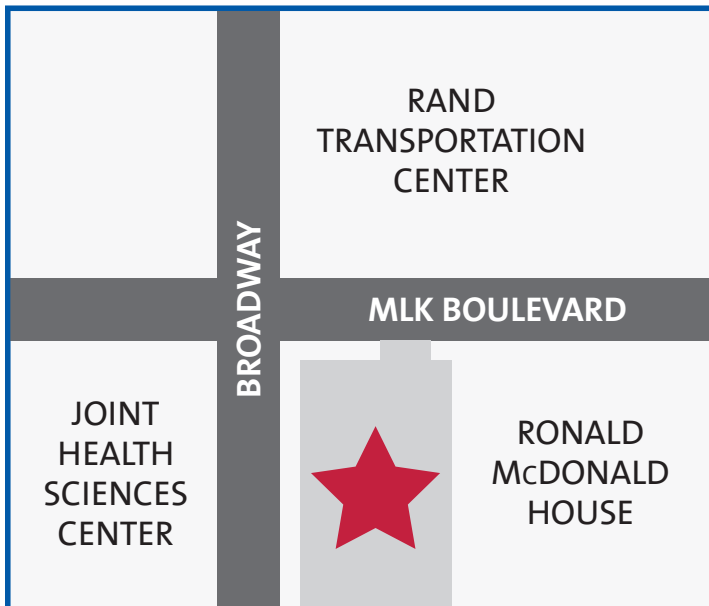 RAND
TRANSPORTATION
CENTER
BROADWAY
MLK BOULEVARD
JOINT
HEALTH
SCIENCES
CENTER
RONALD
McDONALD
HOUSE